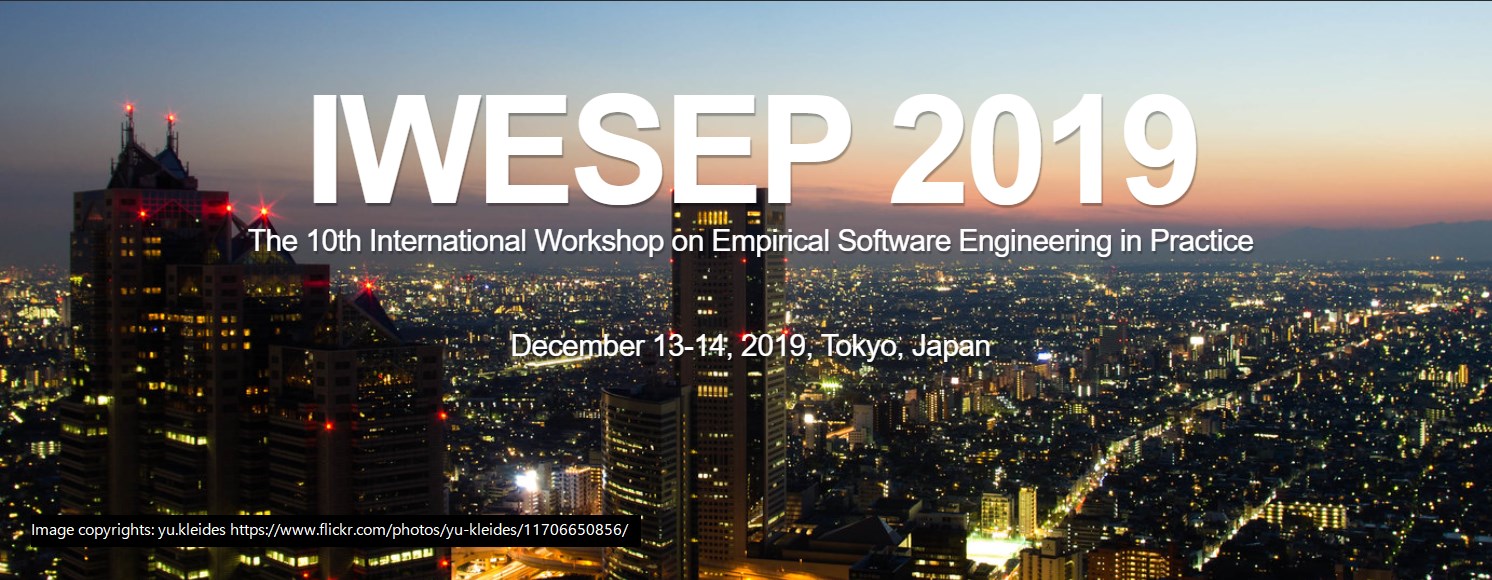 IWESEP 2019
The 10th International Workshop on Empirical Software Engineering in Practice
December 13-14, 2019, Tokyo, Japan
Image copyrights: yu.kleides https://www.flickr.com/photos/yu-kleides/11706650856/